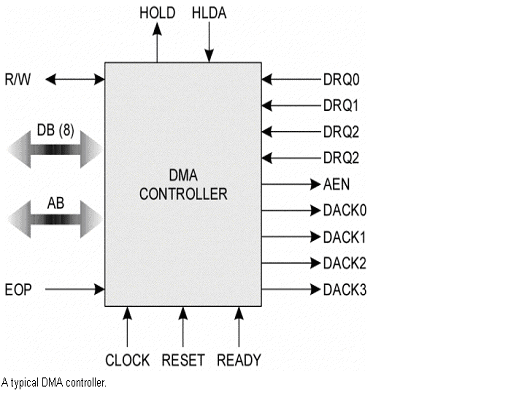 HOLD HLDA
R/W DRQ0
DRQ1
DB (8) DRQ2
DRQ2
DMA
CONTROLLER
AEN
AB DACK0
DACK1
DACK2
EOP DACK3
CLOCK RESET READY
A typical DMA controller.